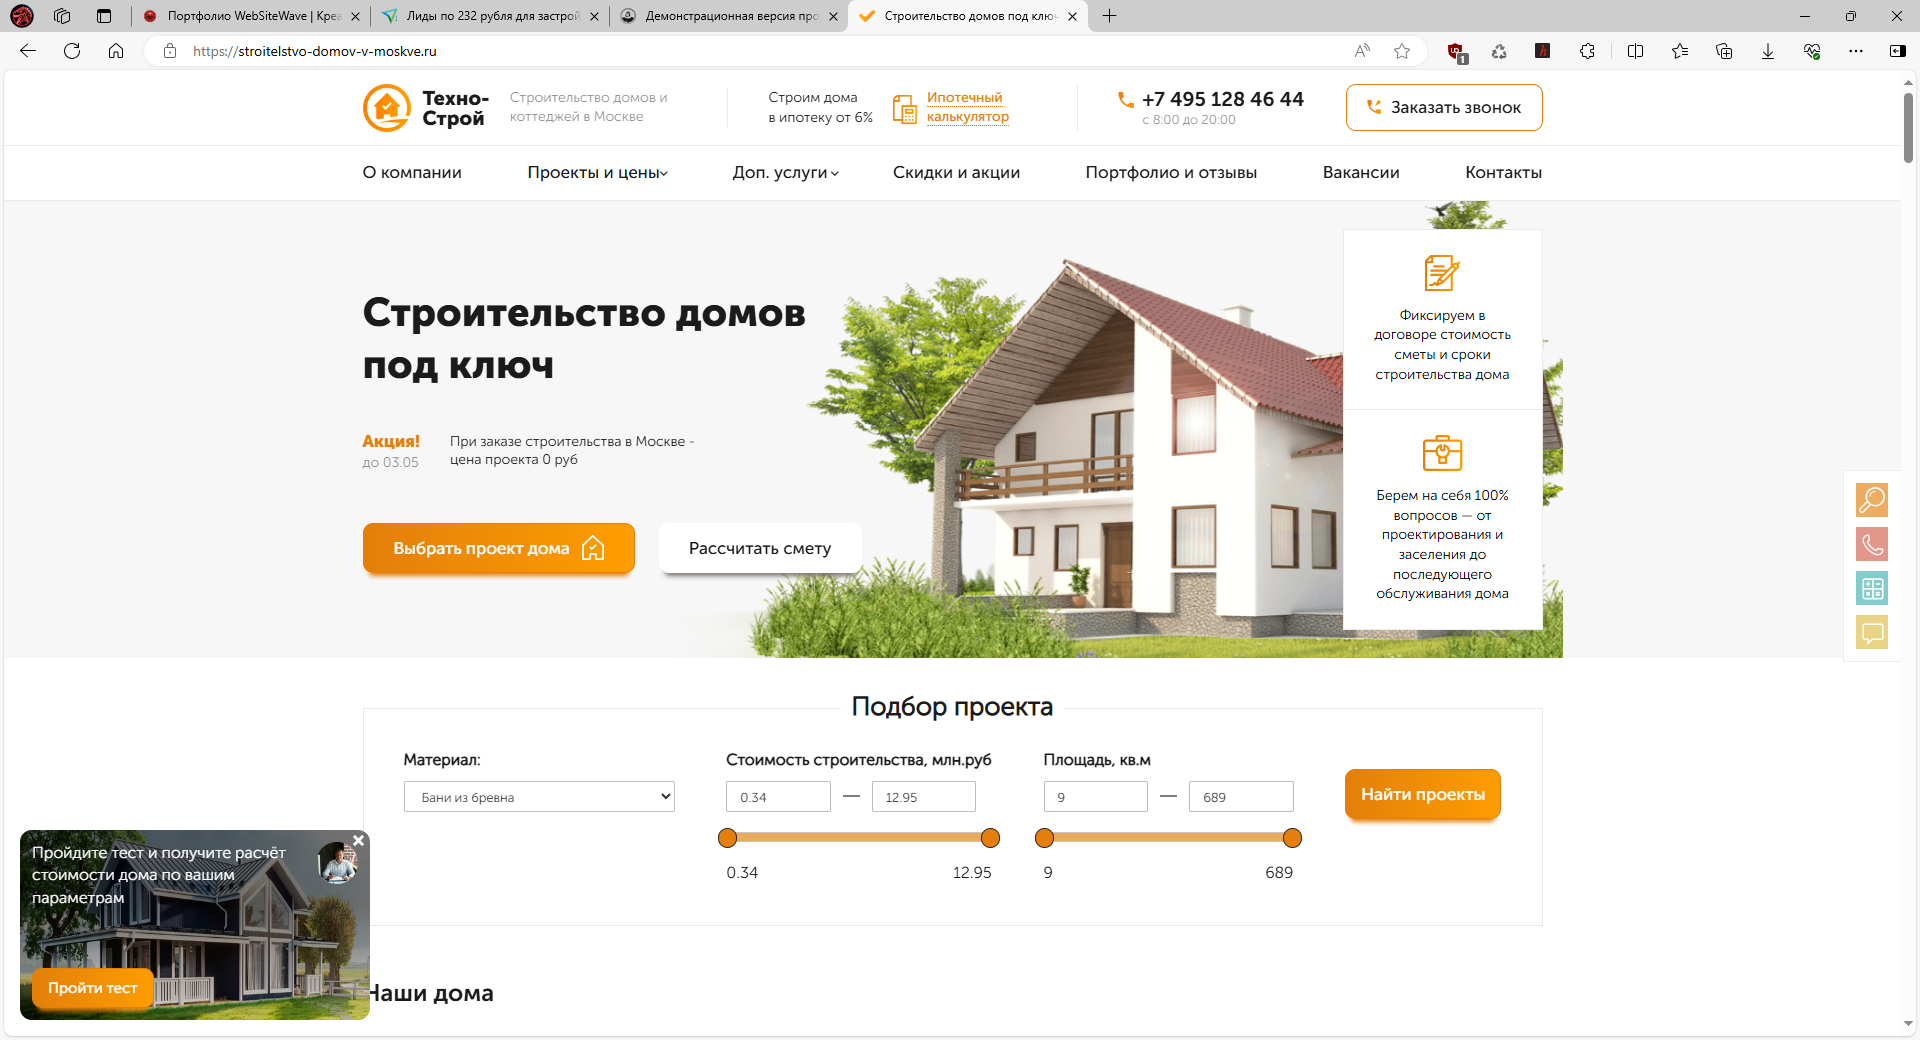 Портфолио WebSiteWave | Креа
Лиды по 232 рубля для застрой
Демонстрационная версия про
Строительство домов под ключ
https://stroitelstvo-domov-v-moskve.ru
1
Техно-
Строй
Строительство домов и
коттеджей в Москве
Строим дома
в ипотеку от 6%
Ипотечный
калькулятор
+7 495 128 46 44
с 8:00 до 20:00
Заказать звонок
О компании
Проекты и цены
Доп. услуги
Скидки и акции
Портфолио и отзывы
Вакансии
Контакты
Строительство домов
под ключ
Акция!
до 03.05
При заказе строительства в Москве -
цена проекта 0 руб
Выбрать проект дома
Рассчитать смету
Фиксируем в
договоре стоимость
сметы и сроки
строительства дома
Берем на себя 100%
вопросов — от
проектирования и
заселения до
последующего
обслуживания дома
Подбор проекта
Материал:
Бани из бревна
Стоимость строительства, млн.руб
0.34 — 12.95
0.34 12.95
Площадь, кв.м
9 — 689
9 689
Найти проекты
Пройдите тест и получите расчёт
стоимости дома по вашим
параметрам
Пройти тест
Наши дома